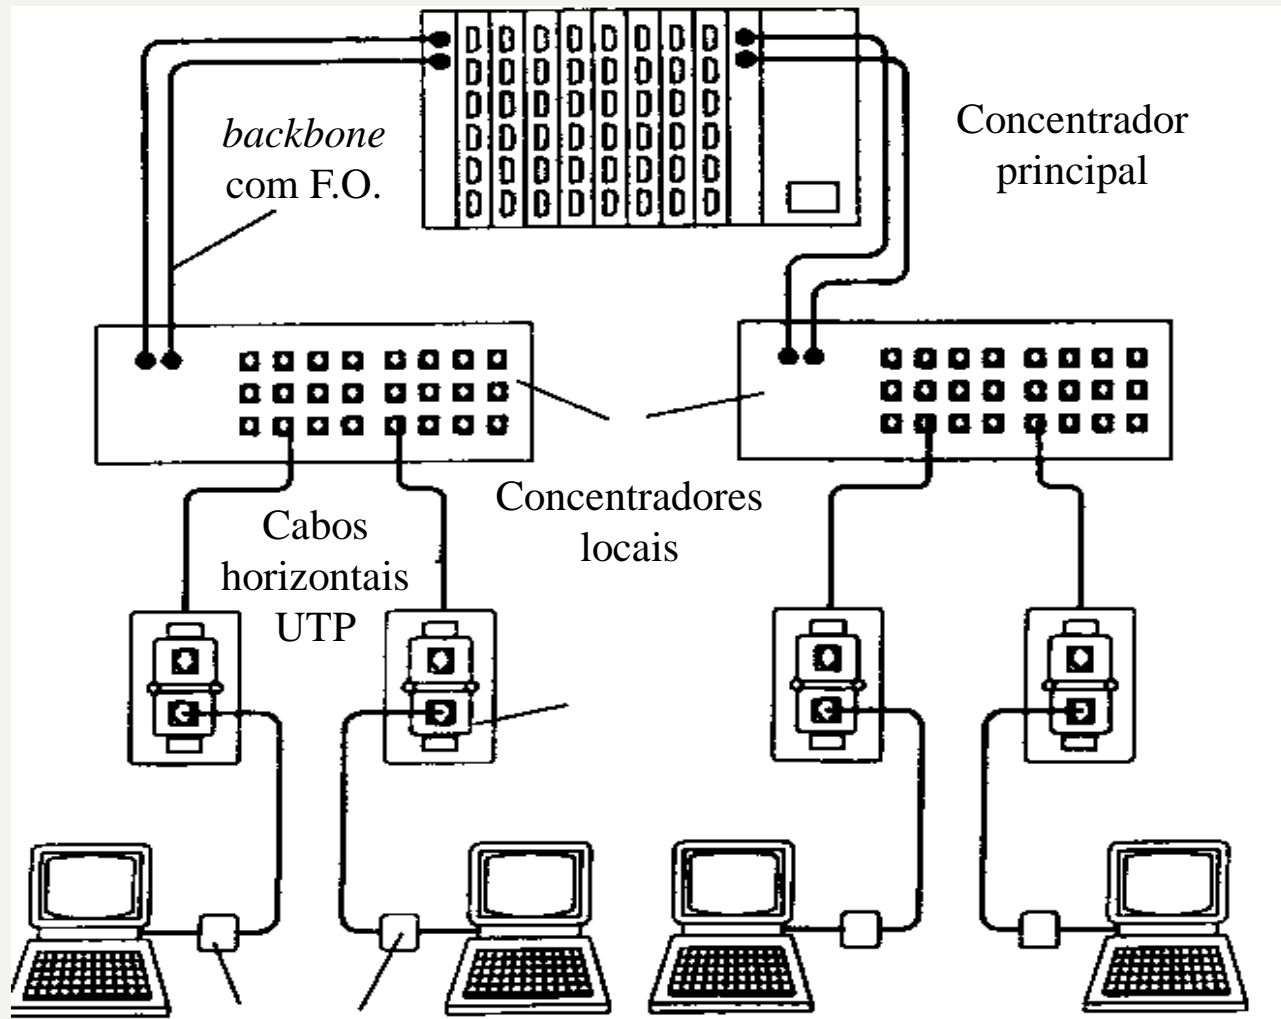 backbone
com F.O.
Concentrador
principal
Concentradores
locais
Cabos
horizontais
UTP